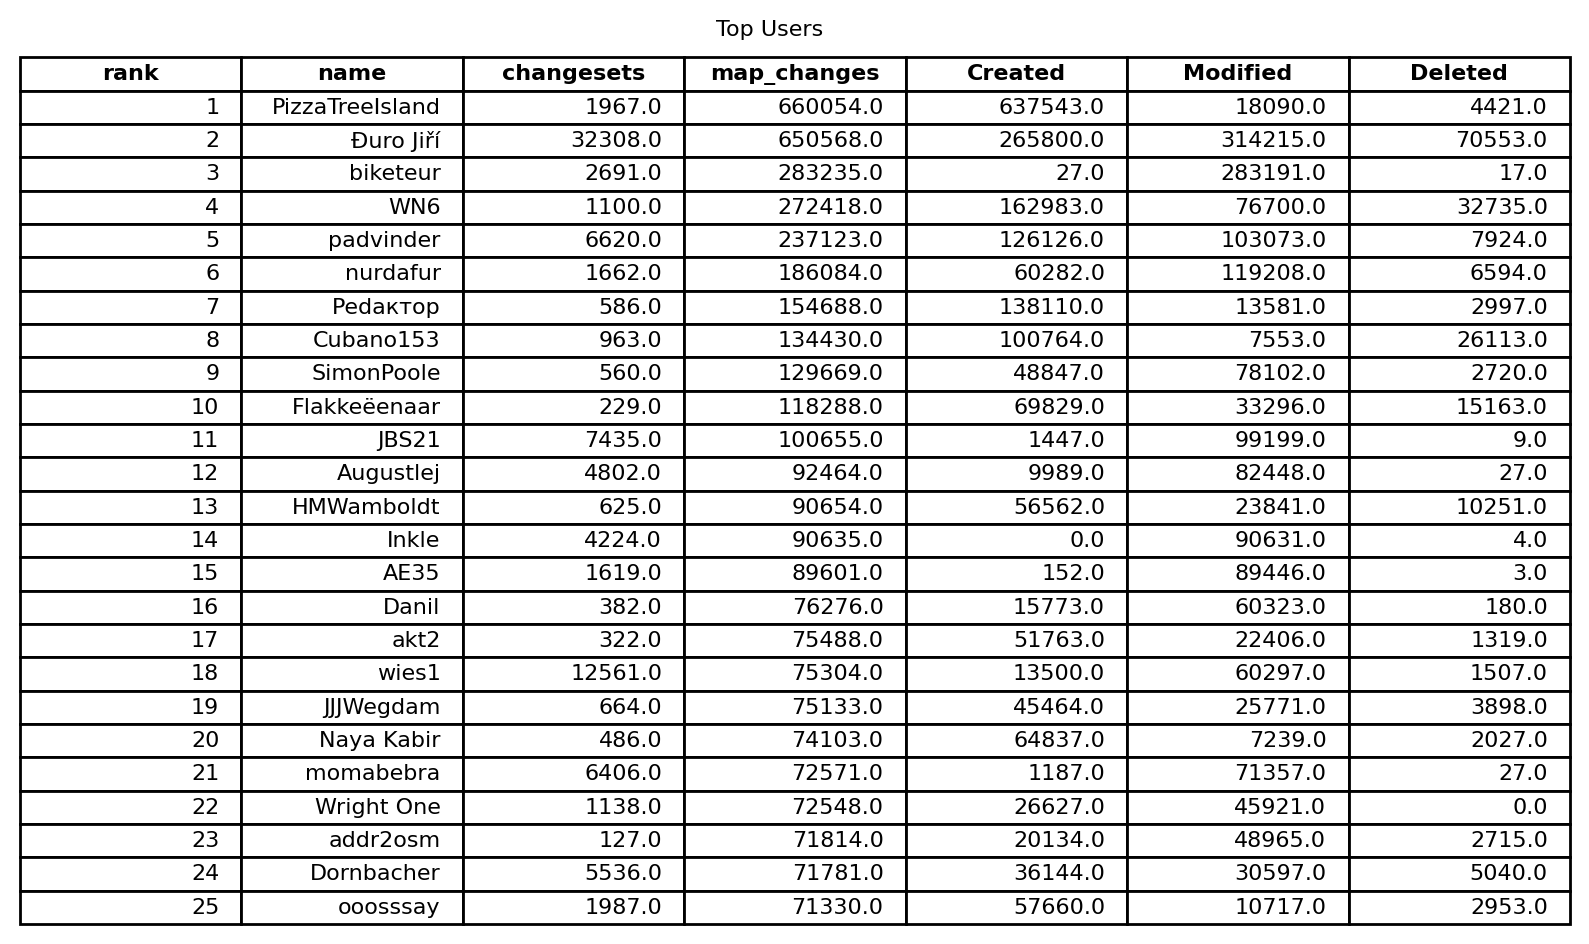 Top Users
rank name changesets map_changes Created Modified Deleted
1 PizzaTreeIsland 1967.0 660054.0 637543.0 18090.0 4421.0
2 Đuro Jiří 32308.0 650568.0 265800.0 314215.0 70553.0
3 biketeur 2691.0 283235.0 27.0 283191.0 17.0
4 WN6 1100.0 272418.0 162983.0 76700.0 32735.0
5 padvinder 6620.0 237123.0 126126.0 103073.0 7924.0
6 nurdafur 1662.0 186084.0 60282.0 119208.0 6594.0
7 Редактор 586.0 154688.0 138110.0 13581.0 2997.0
8 Cubano153 963.0 134430.0 100764.0 7553.0 26113.0
9 SimonPoole 560.0 129669.0 48847.0 78102.0 2720.0
10 Flakkeëenaar 229.0 118288.0 69829.0 33296.0 15163.0
11 JBS21 7435.0 100655.0 1447.0 99199.0 9.0
12 Augustlej 4802.0 92464.0 9989.0 82448.0 27.0
13 HMWamboldt 625.0 90654.0 56562.0 23841.0 10251.0
14 Inkle 4224.0 90635.0 0.0 90631.0 4.0
15 AE35 1619.0 89601.0 152.0 89446.0 3.0
16 Danil 382.0 76276.0 15773.0 60323.0 180.0
17 akt2 322.0 75488.0 51763.0 22406.0 1319.0
18 wies1 12561.0 75304.0 13500.0 60297.0 1507.0
19 JJJWegdam 664.0 75133.0 45464.0 25771.0 3898.0
20 Naya Kabir 486.0 74103.0 64837.0 7239.0 2027.0
21 momabebra 6406.0 72571.0 1187.0 71357.0 27.0
22 Wright One 1138.0 72548.0 26627.0 45921.0 0.0
23 addr2osm 127.0 71814.0 20134.0 48965.0 2715.0
24 Dornbacher 5536.0 71781.0 36144.0 30597.0 5040.0
25 ooosssay 1987.0 71330.0 57660.0 10717.0 2953.0